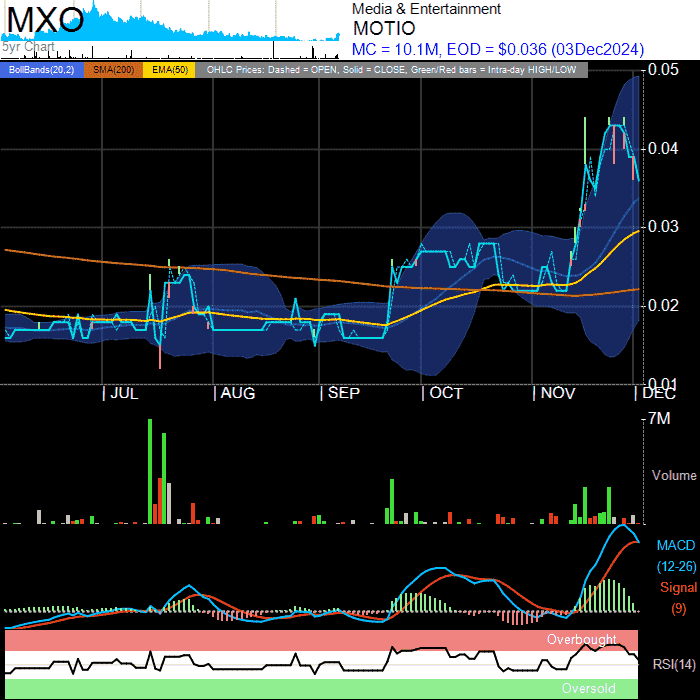 MXO
5yr Chart
Media & Entertainment
MOTIO
MC = 10.1M, EOD = $0.036 (03Dec2024)
BollBands(20,2) SMA(200) EMA(50) OHLC Prices: Dashed = OPEN, Solid = CLOSE, Green/Red bars = Intra-day HIGH/LOW
0.05
0.04
0.03
0.02
0.01
JUL AUG SEP OCT NOV DEC
7M
Volume
MACD
(12-26)
Signal
(9)
Overbought
RSI(14)
Oversold